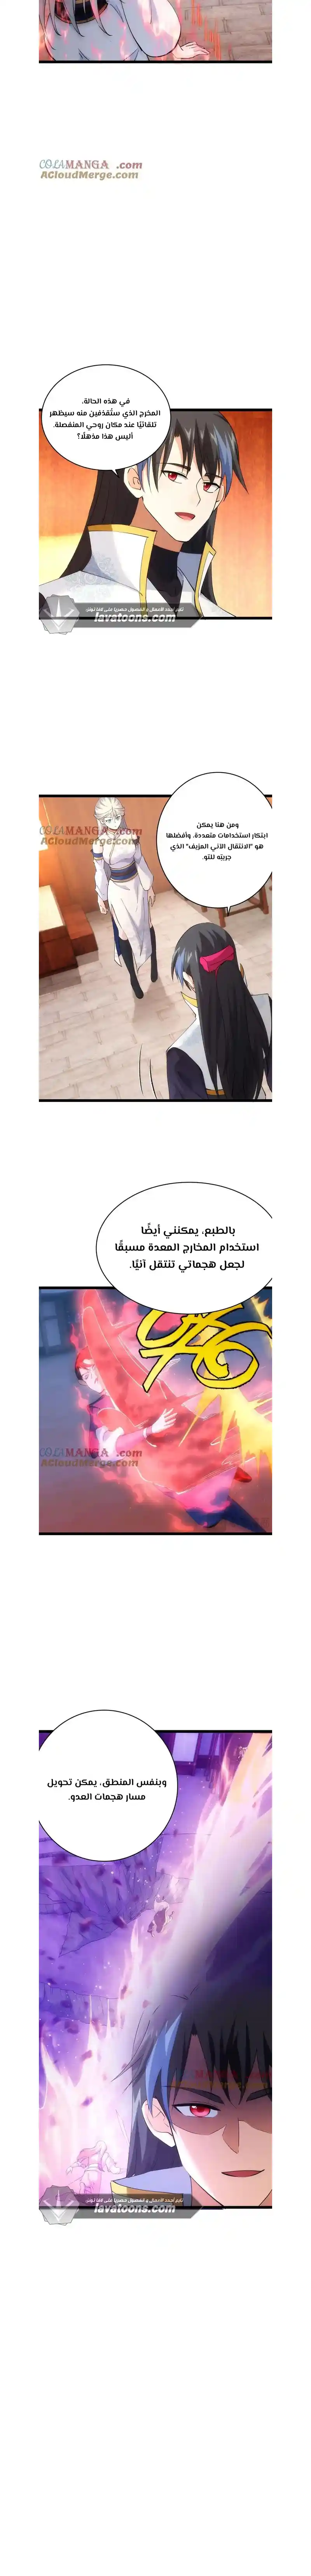 COLAMANGA .com
ACloudMerge.com
في هذه الحالة،
المخرج الذي ستُقذفين منه سيظهر
تلقائيًا عند مكان روحي المنفصلة.
أليس هذا مذهلًا؟
lavatoons.com
ومن هنا يمكن
ابتكار استخدامات متعددة، وأفضلها
هو "الانتقال الآني المزيف" الذي
جربته للتو.
COLAMANGA .com
ACloudMerge.com
بالطبع، يمكنني أيضًا
استخدام المخارج المعدة مسبقًا
لجعل هجماتي تنتقل آنيًا.
COLAMANGA .com
ACloudMerge.com
وبنفس المنطق، يمكن تحويل
مسار هجمات العدو.
lavatoons.com